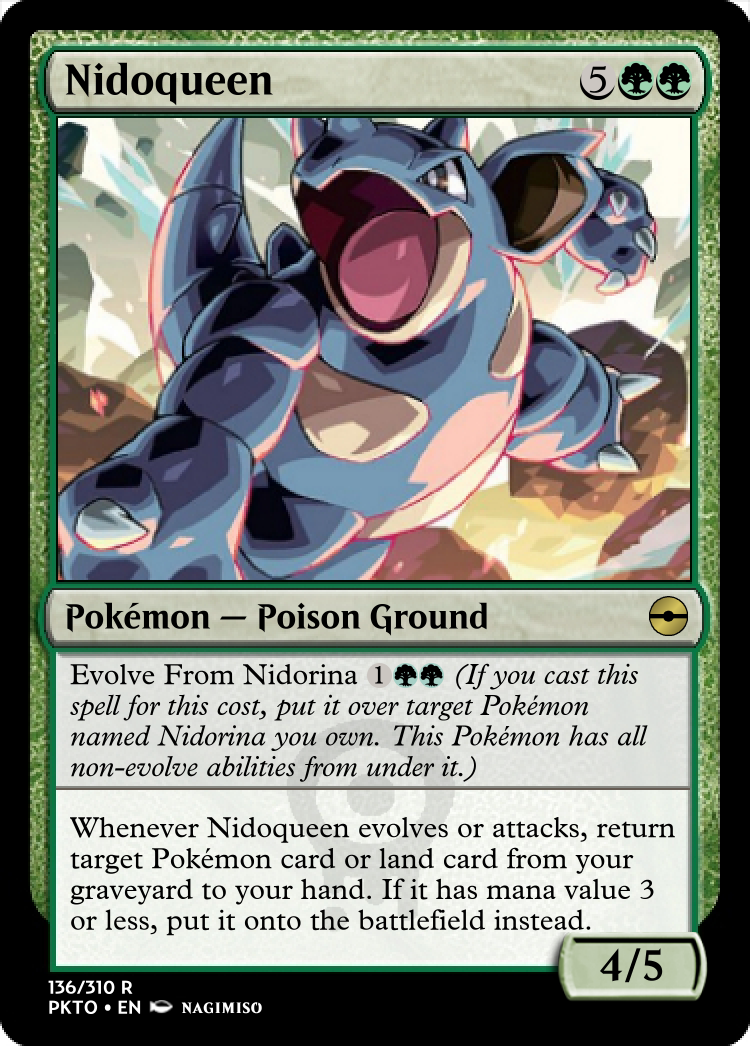 Nidoqueen 5
Pokémon — Poison Ground
Evolve From Nidorina 1 (If you cast this
spell for this cost, put it over target Pokémon
named Nidorina you own. This Pokémon has all
non-evolve abilities from under it.)
Whenever Nidoqueen evolves or attacks, return
target Pokémon card or land card from your
graveyard to your hand. If it has mana value 3
or less, put it onto the battlefield instead.
4/5
136/310 R
PKTO • EN NAGIMISO